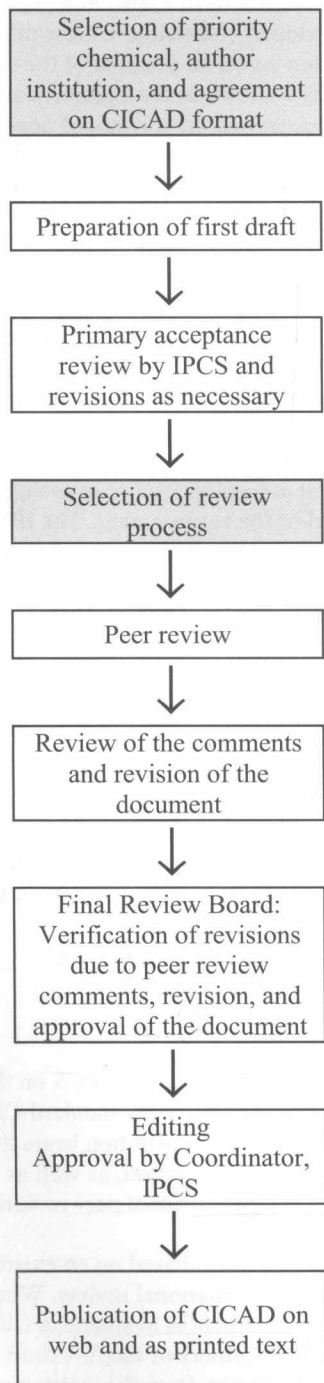 Selection of priority
chemical, author
institution, and agreement
on CICAD format
Preparation of first draft
Primary acceptance
review by IPCS and
revisions as necessary
Selection of review
process
Peer review
Review of the comments
and revision of the
document
Final Review Board:
Verification of revisions
due to peer review
comments, revision, and
approval of the document
Editing
Approval by Coordinator,
IPCS
Publication of CICAD on
web and as printed text